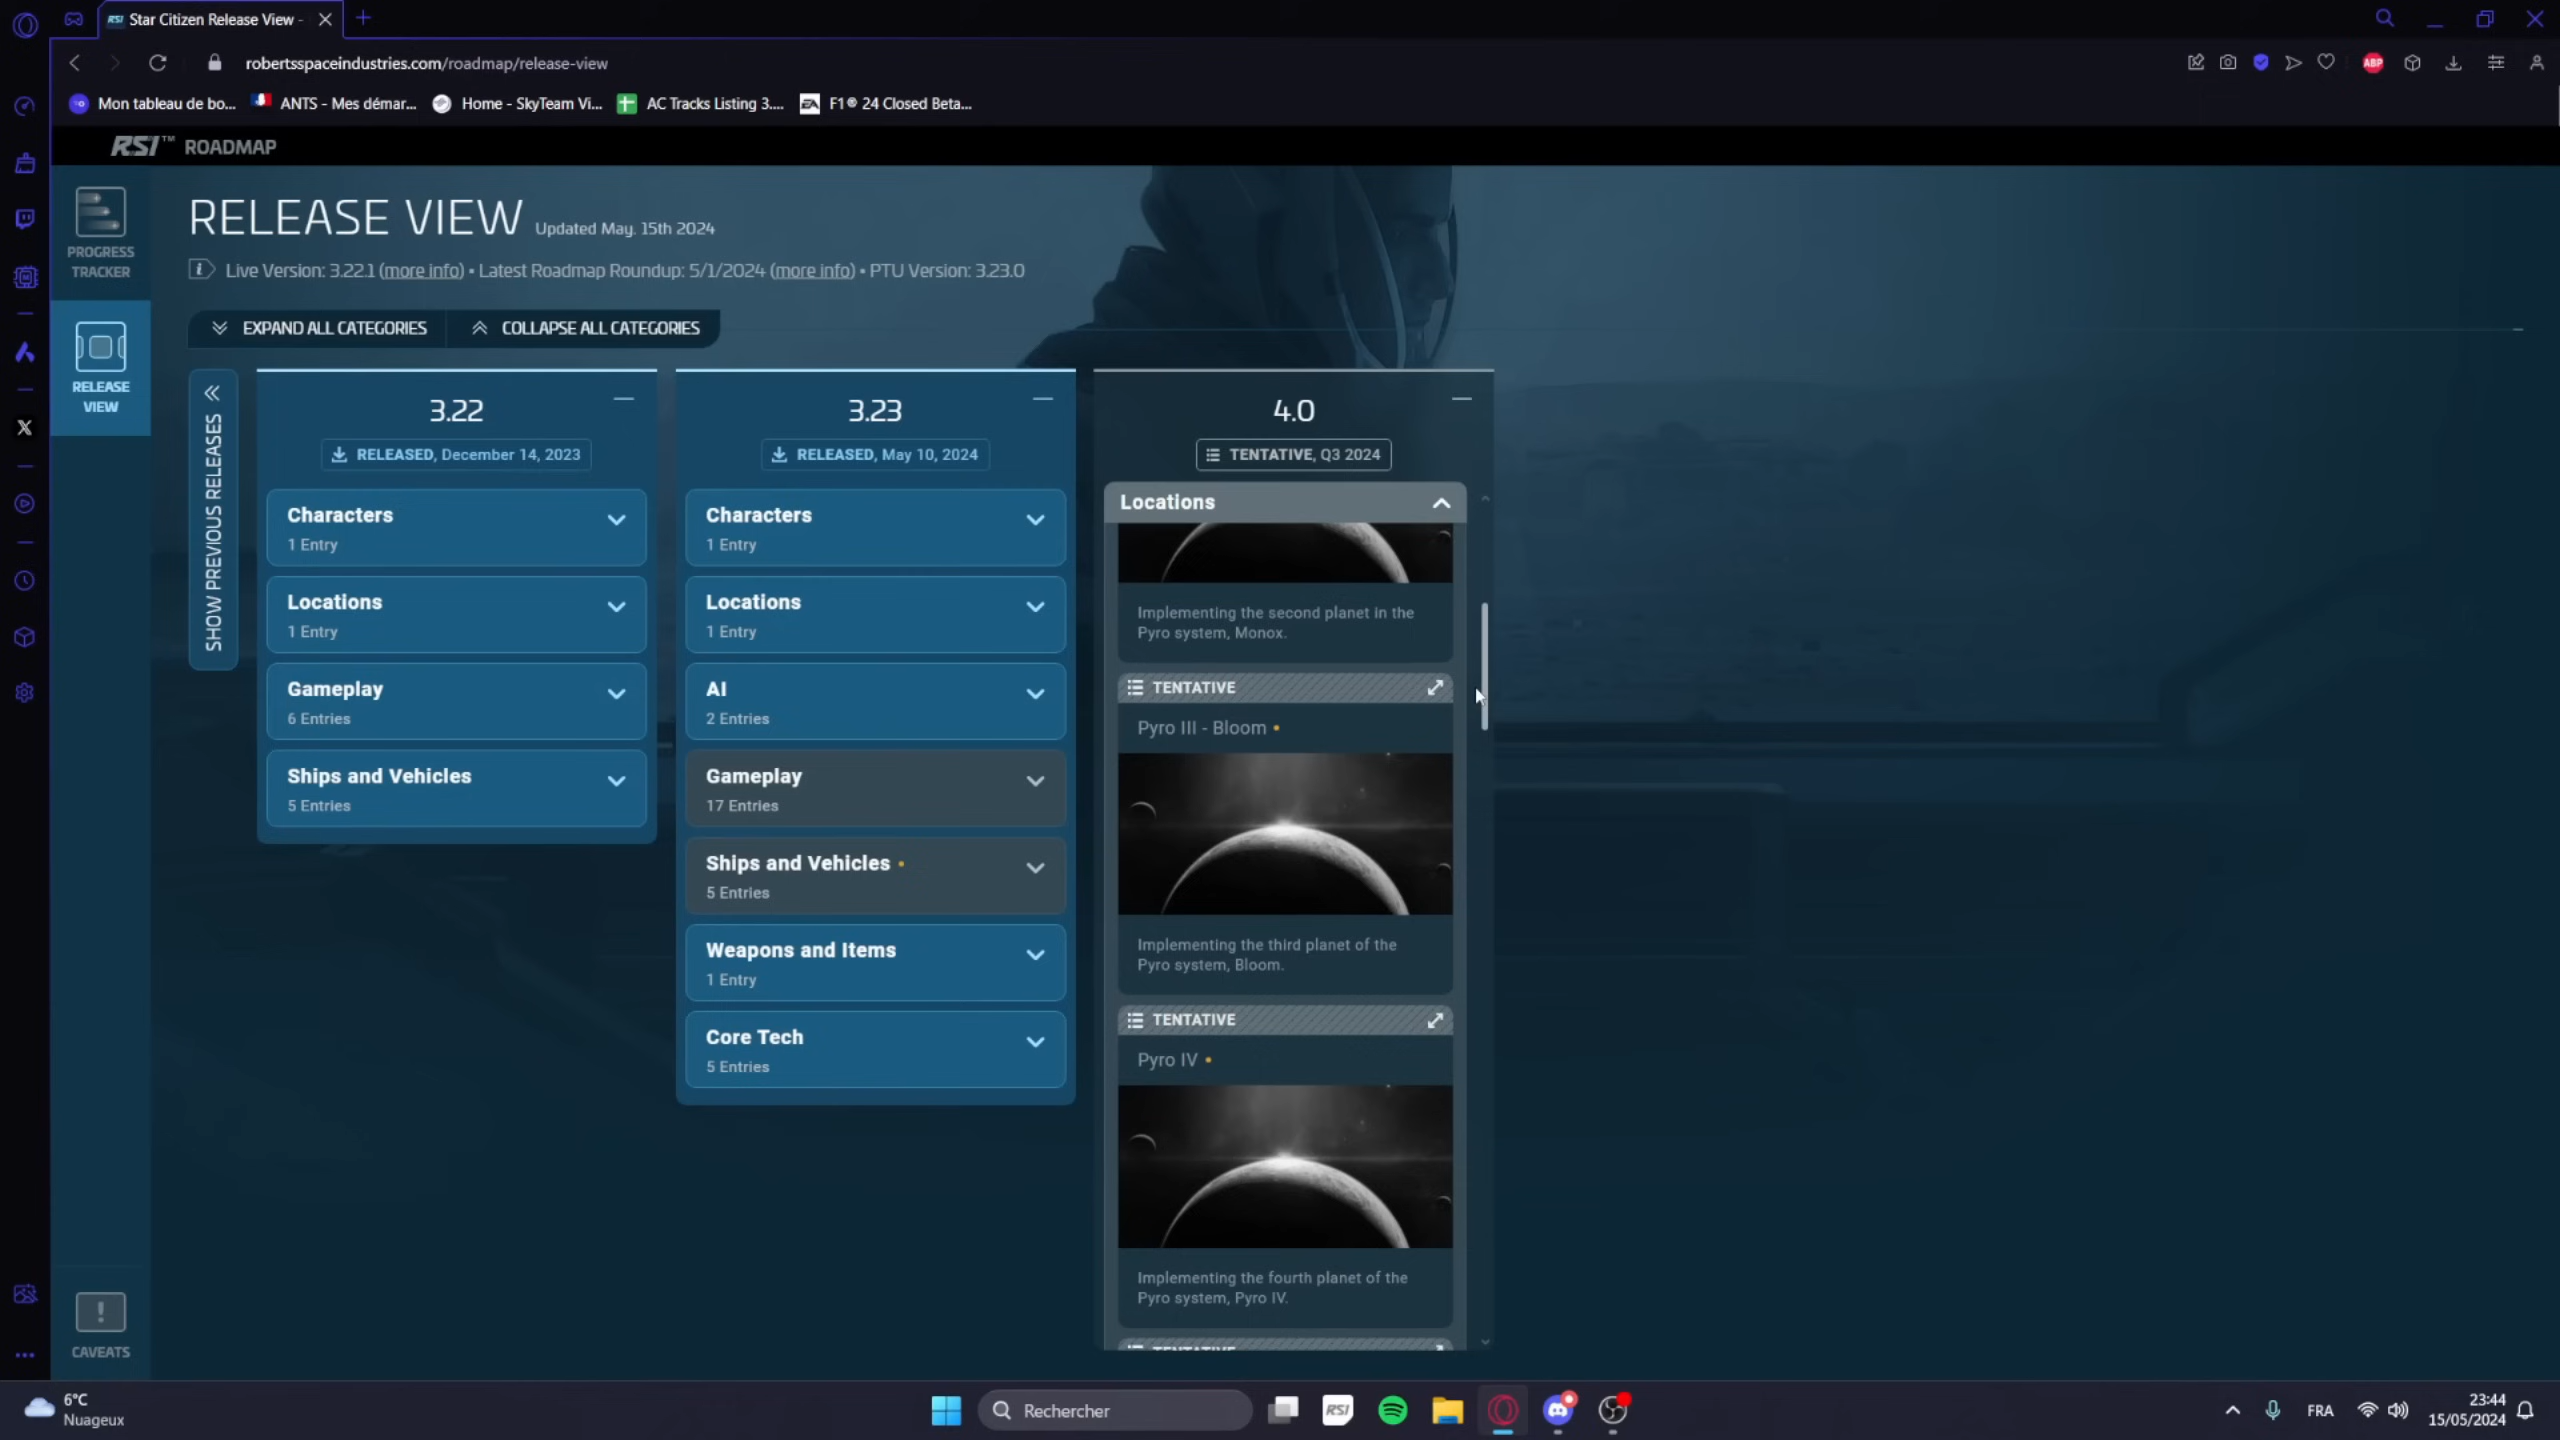 Star Citizen Release View -
robertsspaceindustries.com/roadmap/release-view
ABP
Mon tableau de bo...
ANTS - Mes démar...
Home - SkyTeam Vi...
AC Tracks Listing 3....
F1® 24 Closed Beta...
RSI™ ROADMAP
PROGRESS
TRACKER
RELEASE
VIEW
CAVEATS
RELEASE VIEW Updated May. 15th 2024
Live Version: 3.22.1 (more info) • Latest Roadmap Roundup: 5/1/2024 (more info) • PTU Version: 3.23.0
EXPAND ALL CATEGORIES
COLLAPSE ALL CATEGORIES
SHOW PREVIOUS RELEASES
3.22
RELEASED, December 14, 2023
Characters
1 Entry
Locations
1 Entry
Gameplay
6 Entries
Ships and Vehicles
5 Entries
3.23
RELEASED, May 10, 2024
Characters
1 Entry
Locations
1 Entry
AI
2 Entries
Gameplay
17 Entries
Ships and Vehicles •
5 Entries
Weapons and Items
1 Entry
Core Tech
5 Entries
4.0
TENTATIVE, Q3 2024
Locations
Implementing the second planet in the
Pyro system, Monox.
TENTATIVE
Pyro III - Bloom •
Implementing the third planet of the
Pyro system, Bloom.
TENTATIVE
Pyro IV •
Implementing the fourth planet of the
Pyro system, Pyro IV.
TENTATIVE
6°C
Nuageux
Rechercher
RSI
FRA
23:44
15/05/2024